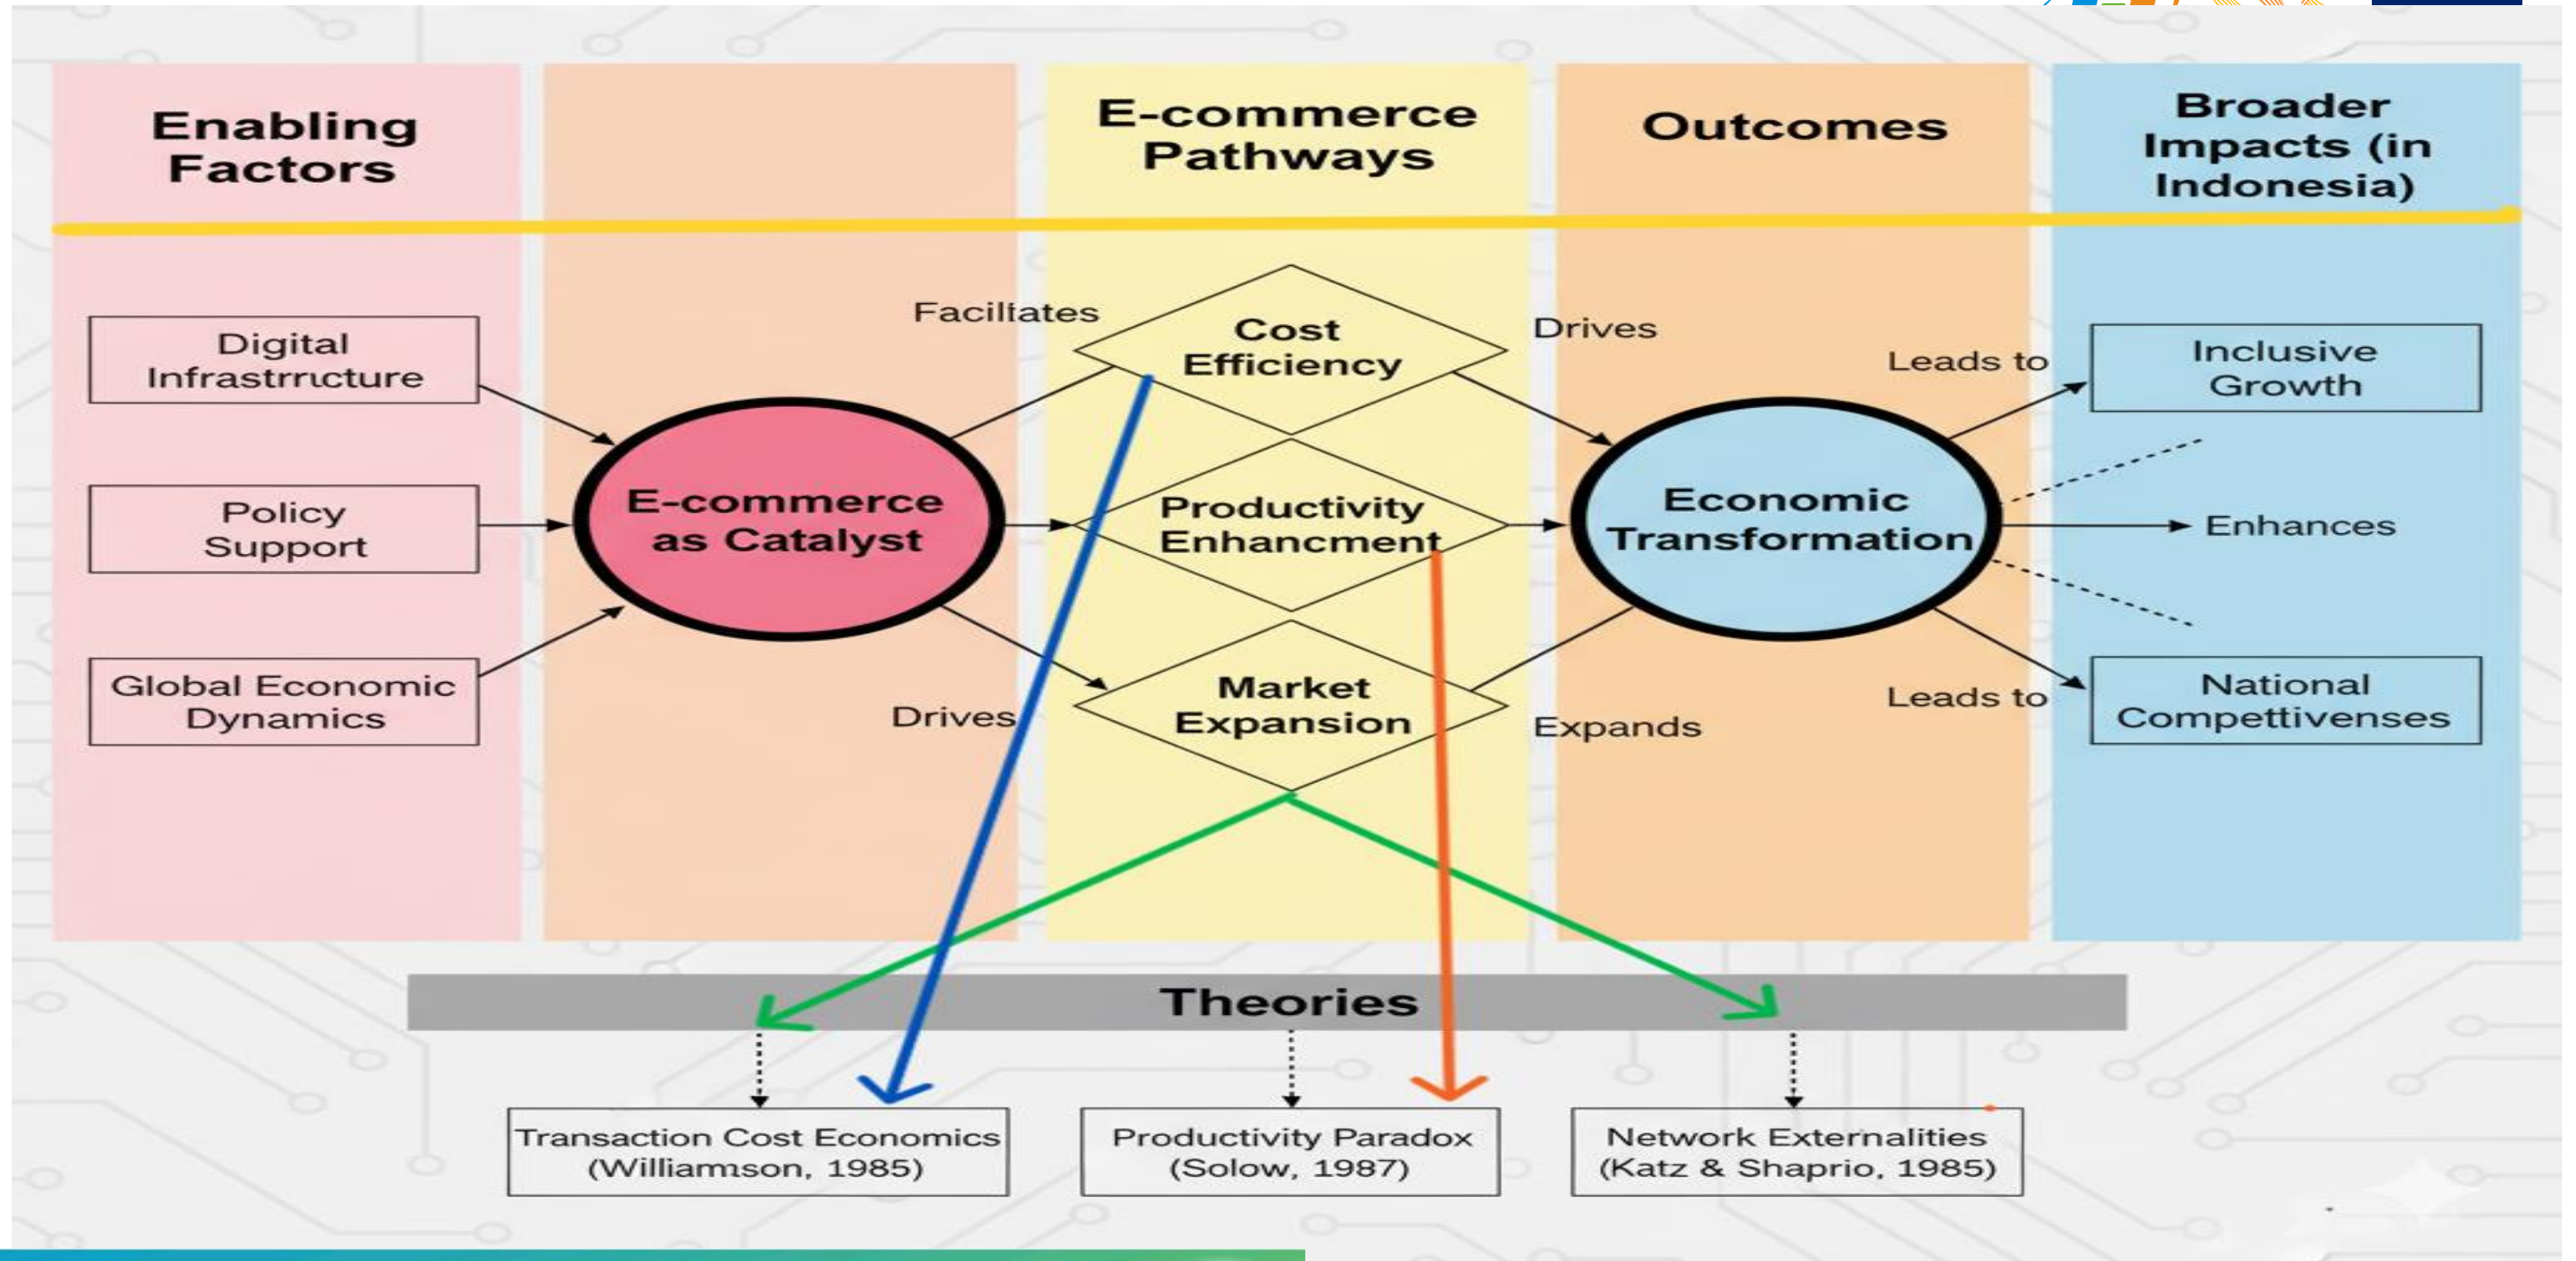 Enabling
Factors
E-commerce
Pathways
Outcomes
Broader
Impacts (in
Indonesia)
Digital
Infrastrructure
Policy
Support
Global Economic
Dynamics
E-commerce
as Catalyst
Faciltates
Drives
Cost
Efficiency
Productivity
Enhancment
Market
Expansion
Drives
Expands
Economic
Transformation
Leads to
Leads to
Inclusive
Growth
Enhances
National
Compettivenses
Theories
Transaction Cost Economics
(Williamson, 1985)
Productivity Paradox
(Solow, 1987)
Network Externalities
(Katz & Shaprio, 1985)